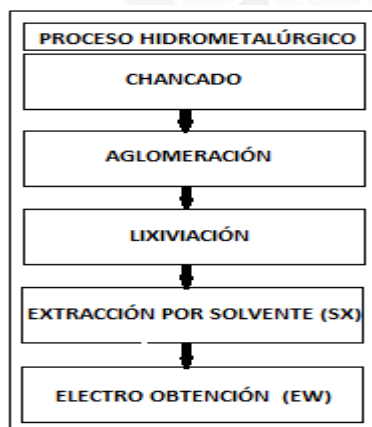 PROCESO HIDROMETALÚRGICO
CHANCADO
AGLOMERACIÓN
LIXIVIACIÓN
EXTRACCIÓN POR SOLVENTE (SX)
ELECTRO OBTENCIÓN (EW)